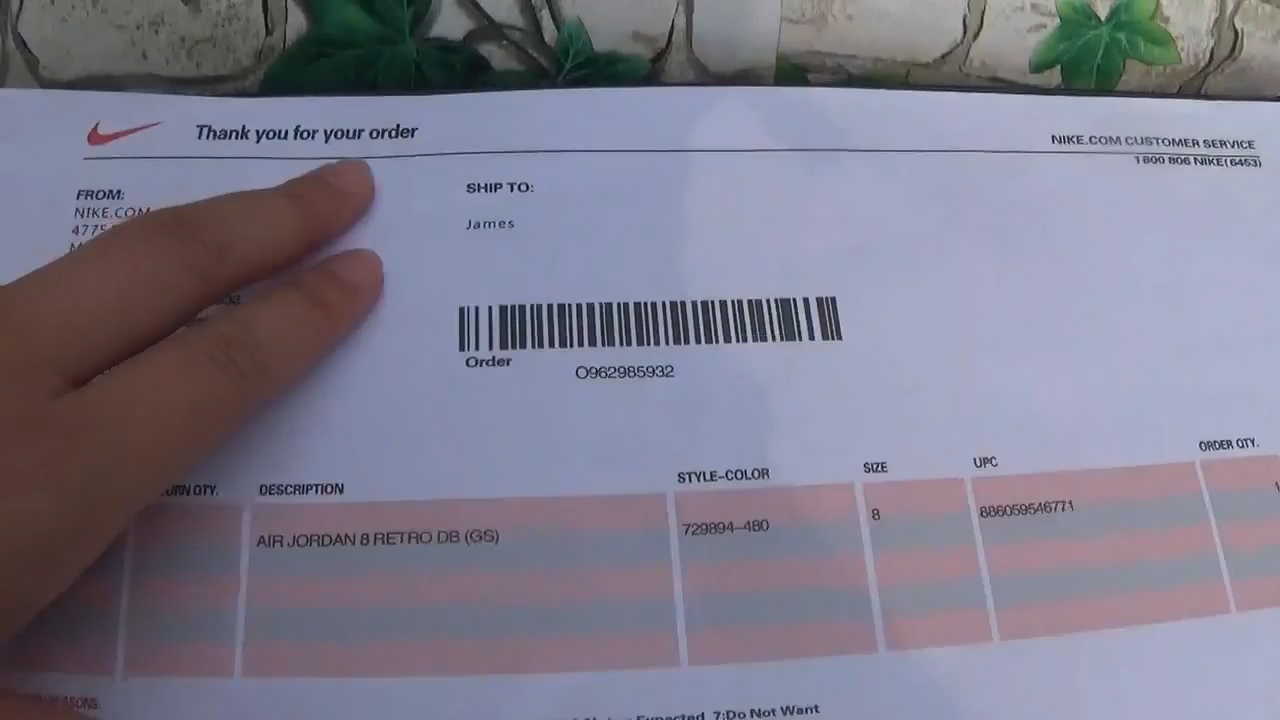 Thank you for your order
NIKE.COM CUSTOMER SERVICE
1 800 806 NIKE(6453)
FROM:
NIKE.COM
SHIP TO:
James
Order
O962985932
DESCRIPTION
STYLE-COLOR
SIZE
UPC
ORDER QTY.
AIR JORDAN 8 RETRO DB (GS)
729894-480
8
886059546771
1
Expected 7:Do Not Want